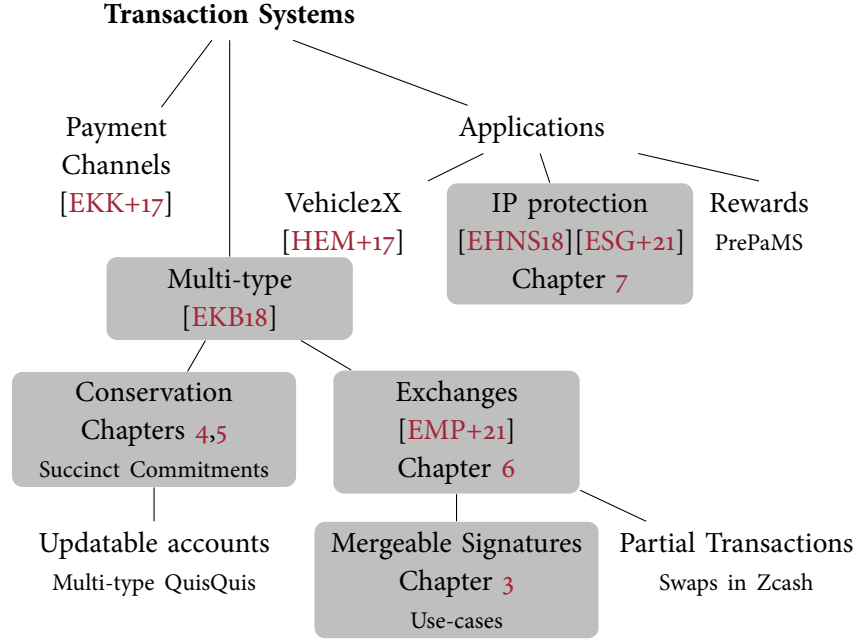 Transaction Systems
Payment
Channels
[EKK+17]
Applications
Vehicle2X
[HEM+17]
IP protection
[EHNS18][ESG+21]
Chapter 7
Rewards
PrePaMS
Multi-type
[EKB18]
Conservation
Chapters 4,5
Succinct Commitments
Exchanges
[EMP+21]
Chapter 6
Updatable accounts
Multi-type QuisQuis
Mergeable Signatures
Chapter 3
Use-cases
Partial Transactions
Swaps in Zcash